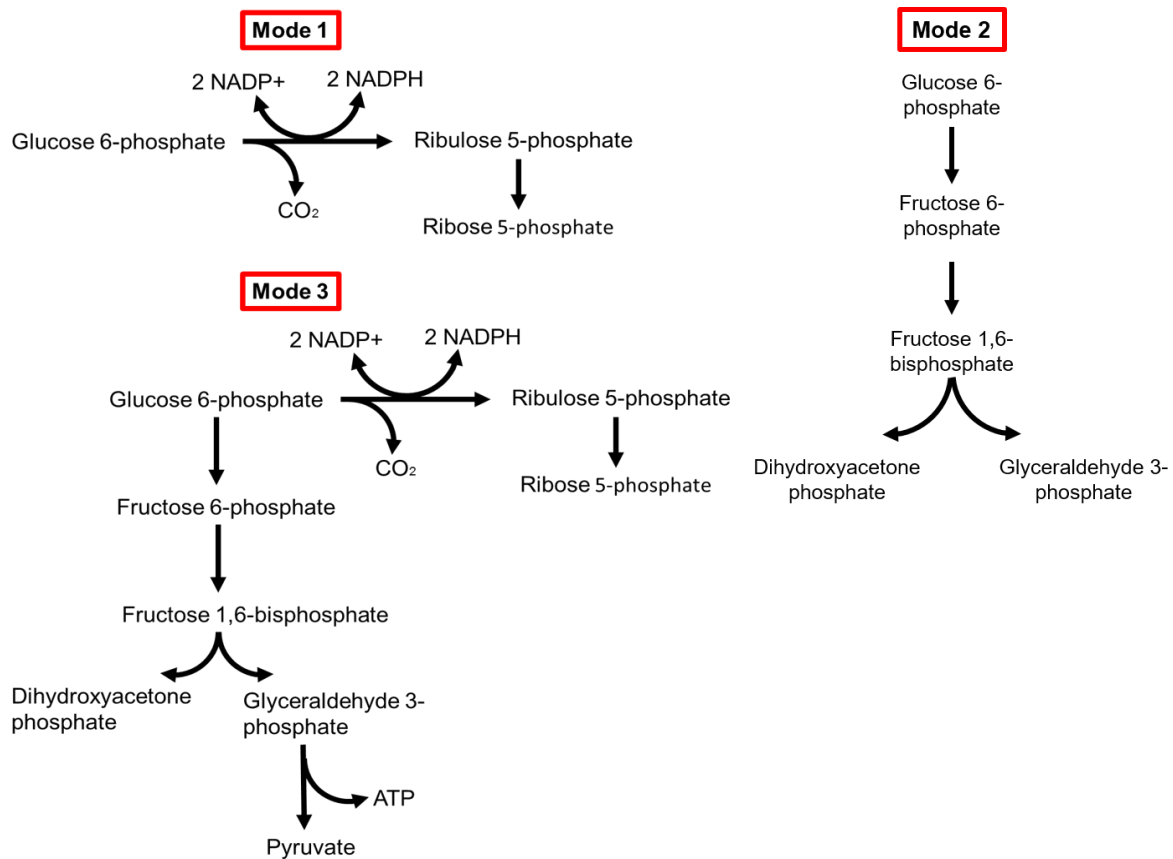 Mode 1
2 NADP+
2 NADPH
Glucose 6-phosphate
Ribulose 5-phosphate
CO₂
Ribose 5-phosphate
Mode 2
Glucose 6-
phosphate
Fructose 6-
phosphate
Fructose 1,6-
bisphosphate
Dihydroxyacetone
phosphate
Glyceraldehyde 3-
phosphate
Mode 3
2 NADP+
2 NADPH
Glucose 6-phosphate
Ribulose 5-phosphate
CO₂
Ribose 5-phosphate
Fructose 6-phosphate
Fructose 1,6-bisphosphate
Dihydroxyacetone
phosphate
Glyceraldehyde 3-
phosphate
ATP
Pyruvate